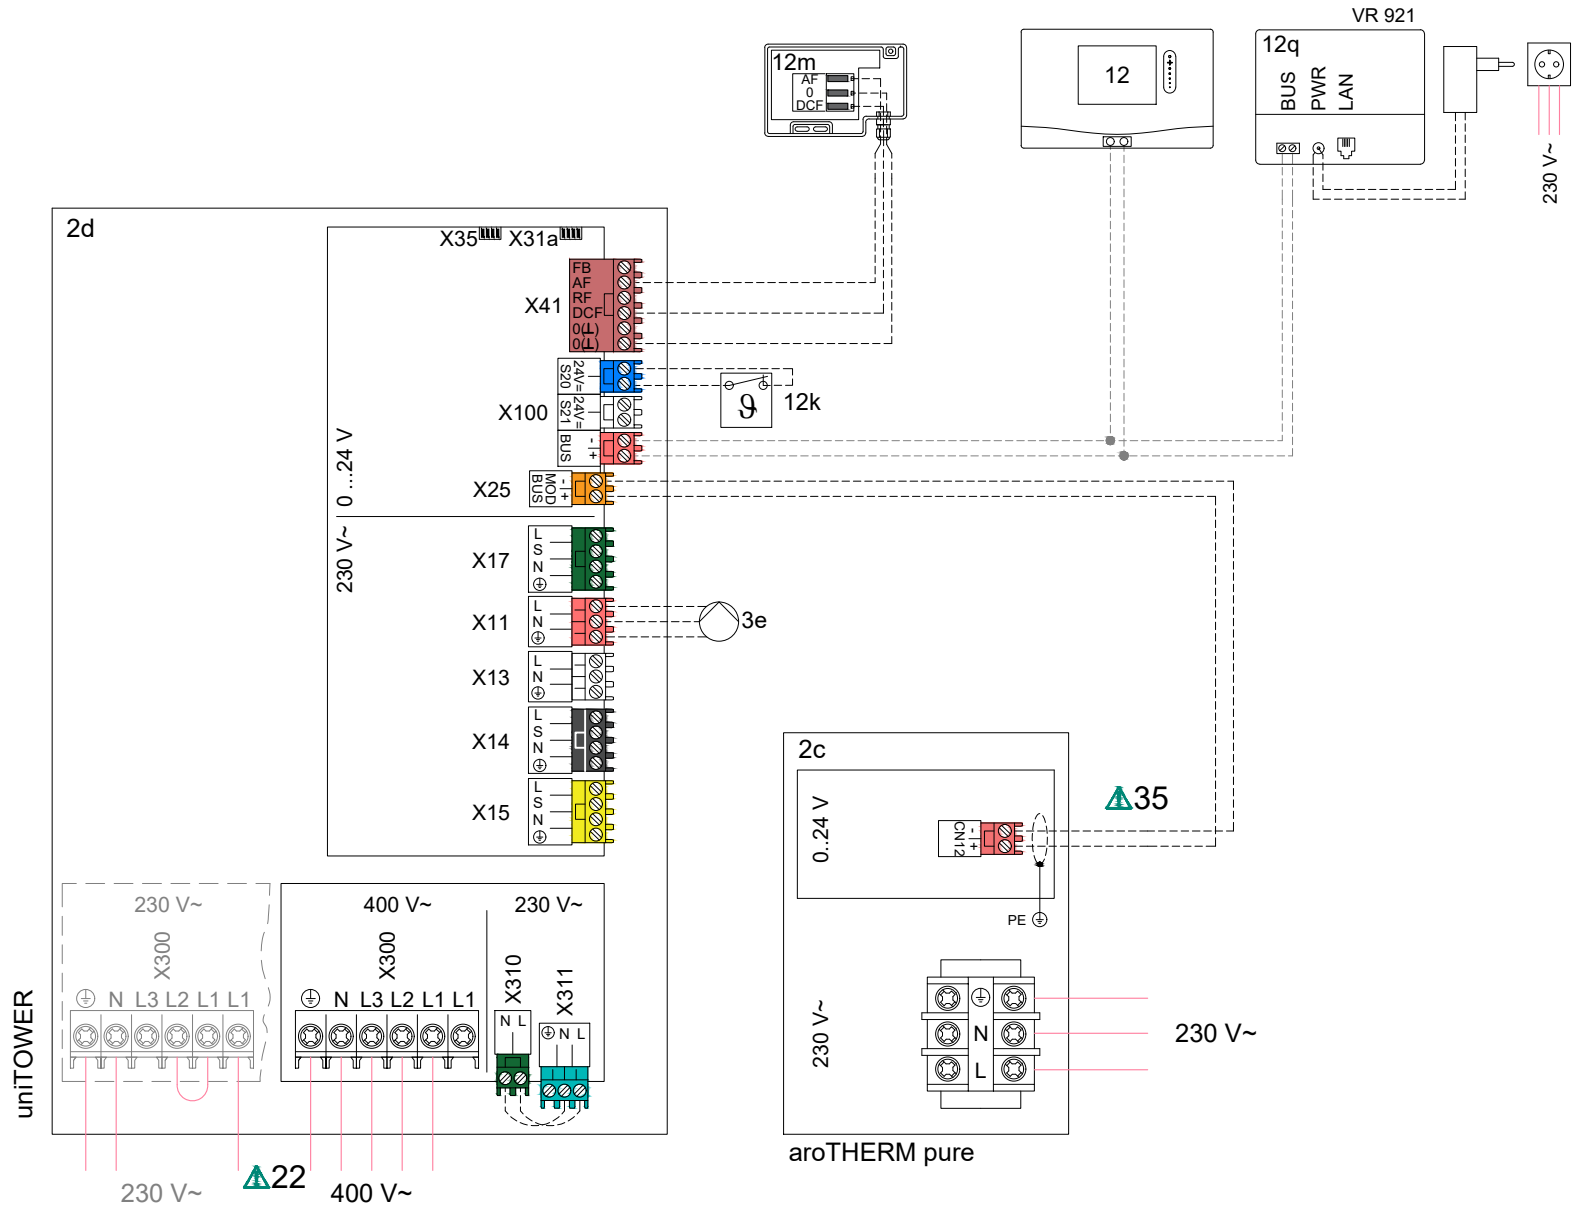 VR 921
12m
AF
0
DCF
12
12q
BUS
PWR
LAN
230 V~
2d
X35
X31a
X41
FB
AF
RF
DCF
0(⊥)
0(⊥)
24V=
S20
12k
X100
24V=
S21
BUS
-
+
0 ...24 V
X25
MOD
BUS
-
+
230 V~
X17
L
S
N
X11
L
N
3e
X13
L
N
X14
L
S
N
X15
L
S
N
2c
0..24 V
CN12
-
+
35
PE
230 V~
N
L
230 V~
aroTHERM pure
uniTOWER
230 V~
X300
N L3 L2 L1 L1
400 V~
X300
N L3 L2 L1 L1
230 V~
X310
N L
X311
N L
230 V~
22
400 V~